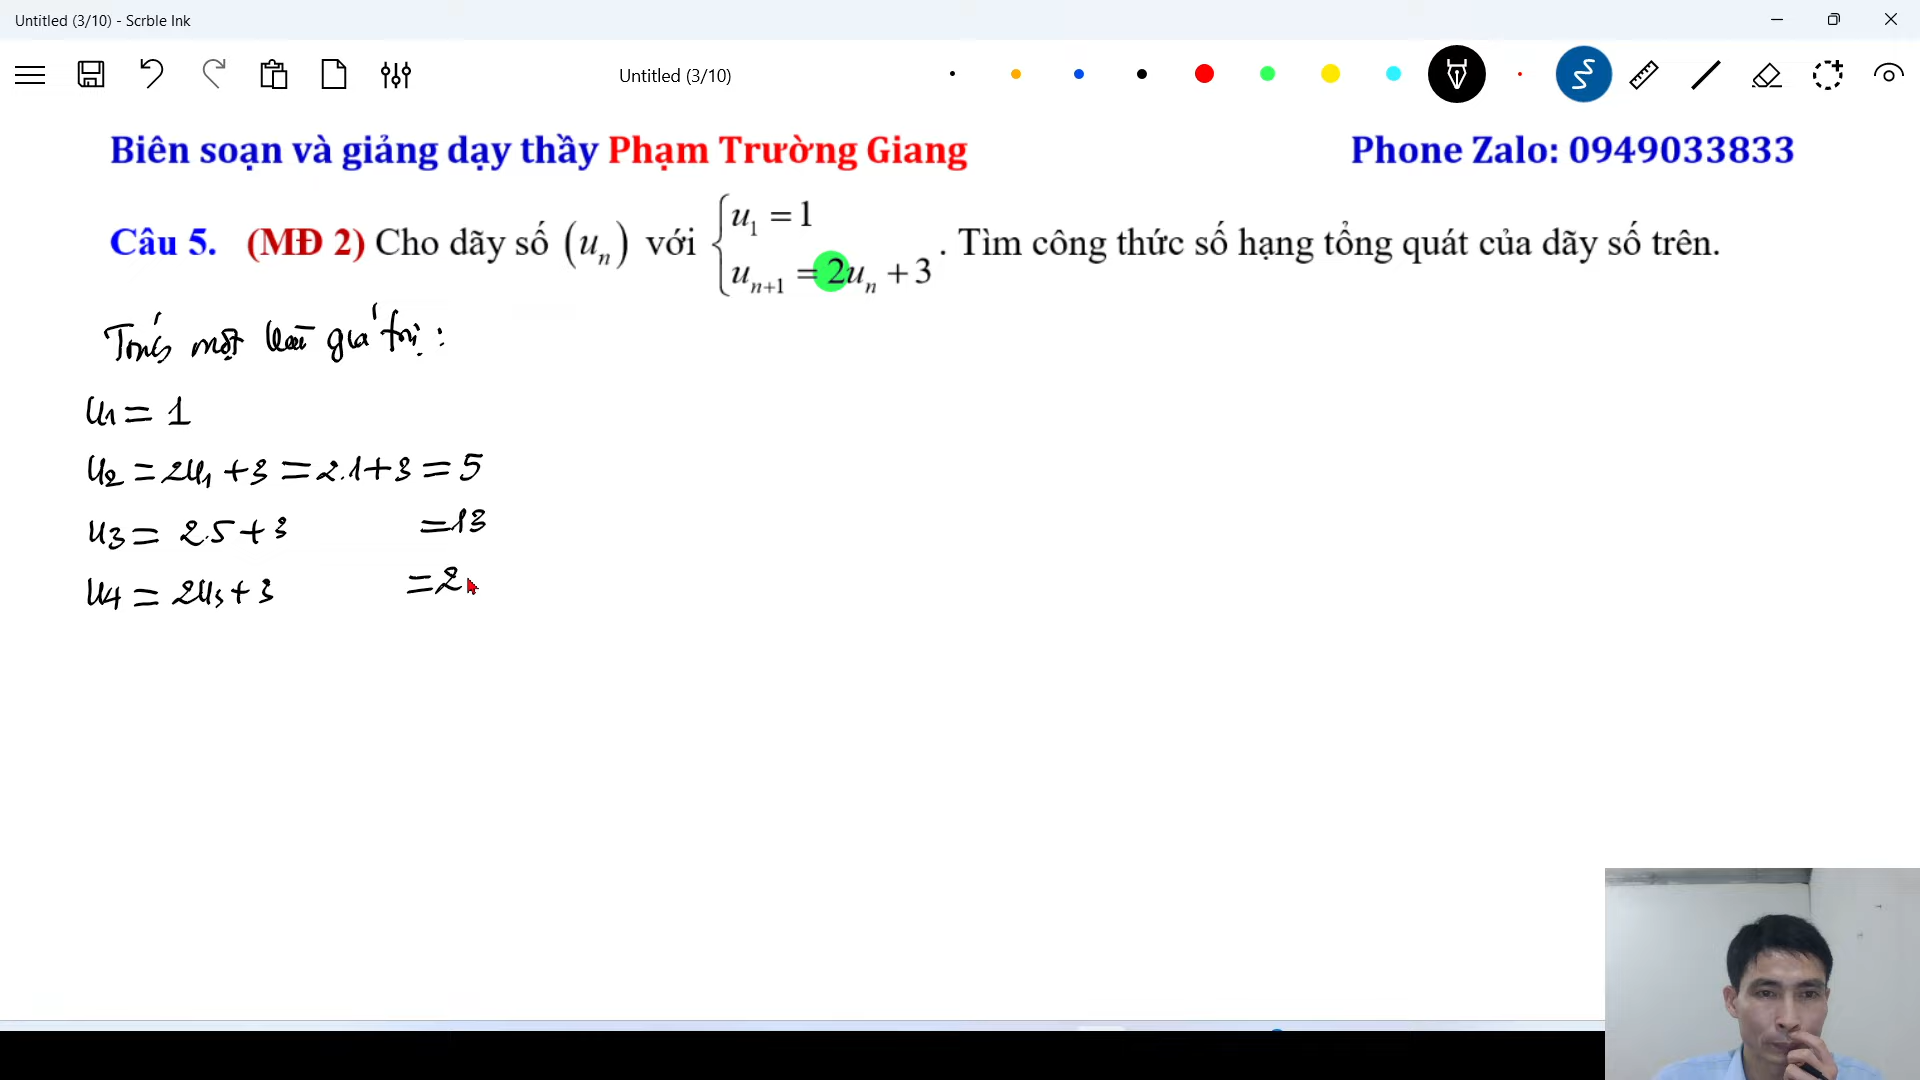 Untitled (3/10) - Scrble Ink
Untitled (3/10)
Biên soạn và giảng dạy thầy Phạm Trường Giang Phone Zalo: 0949033833
Câu 5. (MĐ 2) Cho dãy số (uₙ) với { u₁ = 1 ; uₙ₊₁ = 2uₙ + 3 . Tìm công thức số hạng tổng quát của dãy số trên.
một giá trị :
u₁ = 1
u₂ = 2u₁ + 3 = 2.1+3 = 5
u₃ = 2.5+3 = 13
u₄ = 2u₃ + 3 = 2